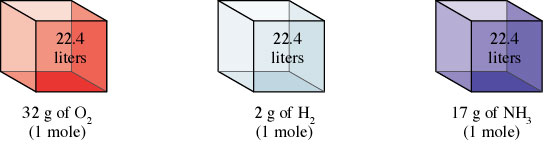 22.4
liters
22.4
liters
22.4
liters
32 g of O₂
(1 mole)
2 g of H₂
(1 mole)
17 g of NH₃
(1 mole)